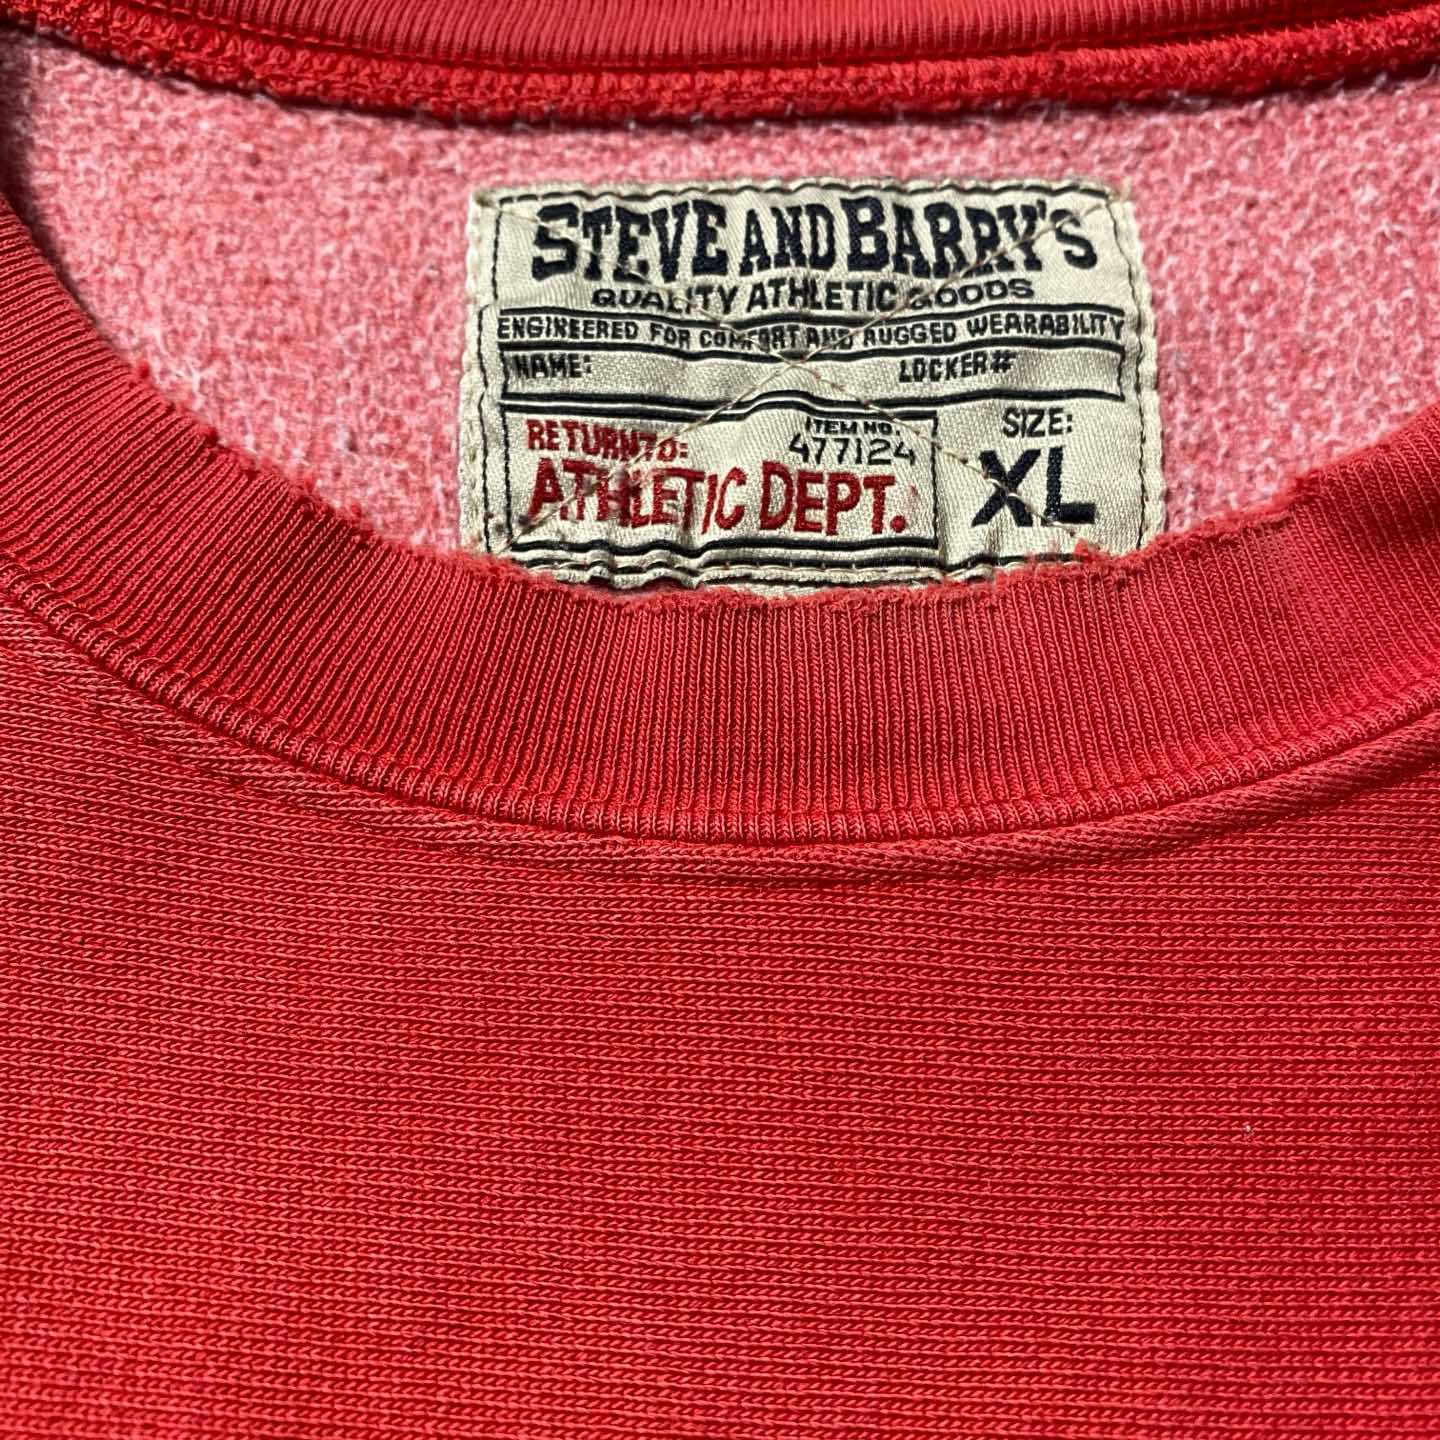 STEVE AND BARRY'S
QUALITY ATHLETIC GOODS
ENGINEERED FOR COMFORT AND RUGGED WEARABILITY
NAME: LOCKER#
RETURN TO: ITEM NO. SIZE:
477124
ATHLETIC DEPT. XL